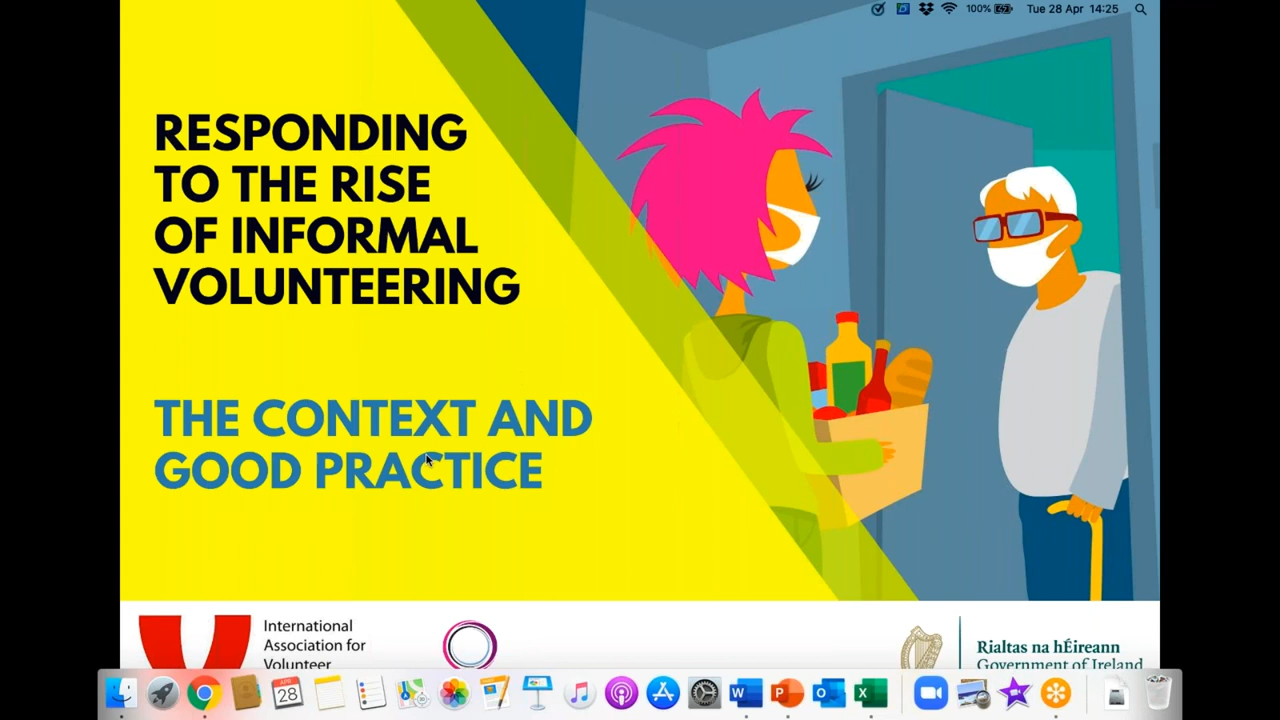 100% Tue 28 Apr 14:25
RESPONDING
TO THE RISE
OF INFORMAL
VOLUNTEERING
THE CONTEXT AND
GOOD PRACTICE
International
Association for
Volunteer
Rialtas na hÉireann
Government of Ireland
APR
28
W
P
O
X